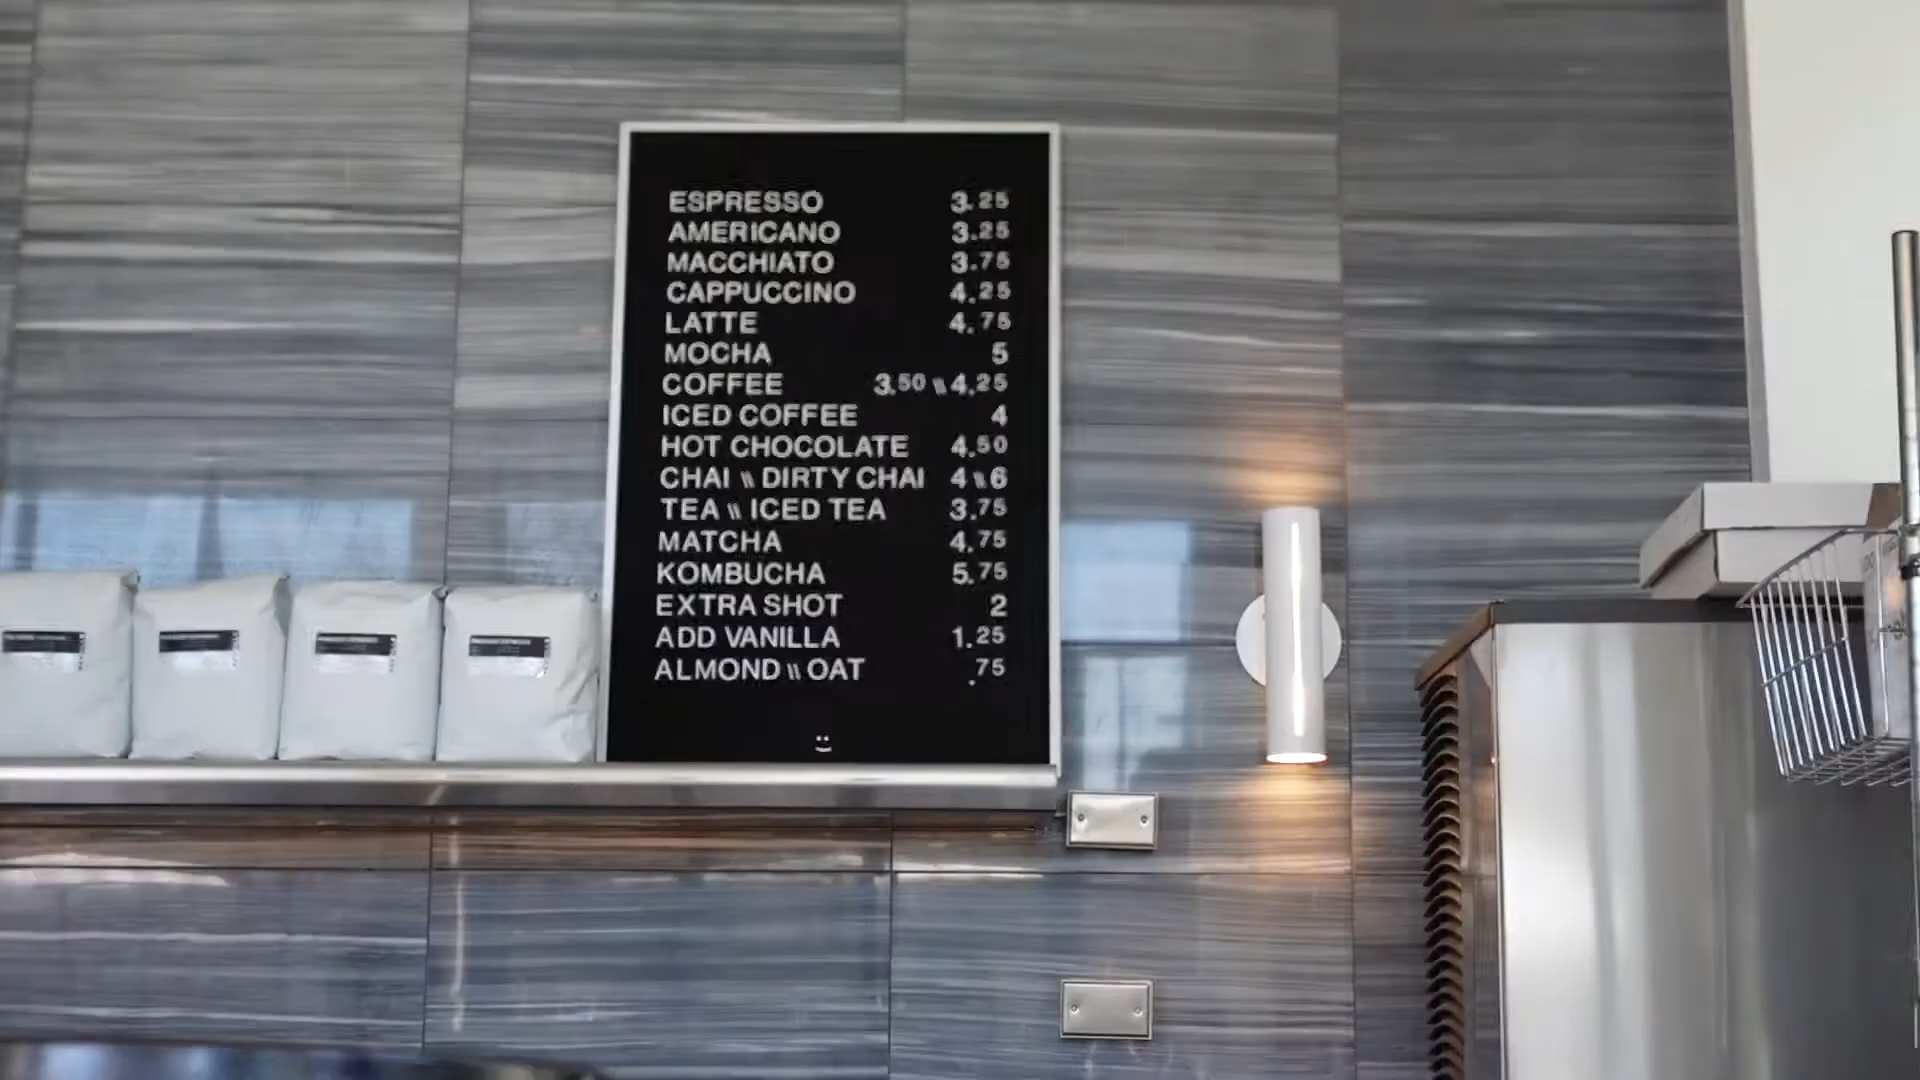 ESPRESSO 3.25
AMERICANO 3.25
MACCHIATO 3.75
CAPPUCCINO 4.25
LATTE 4.75
MOCHA 5
COFFEE 3.50 \\ 4.25
ICED COFFEE 4
HOT CHOCOLATE 4.50
CHAI \\ DIRTY CHAI 4 \\ 6
TEA \\ ICED TEA 3.75
MATCHA 4.75
KOMBUCHA 5.75
EXTRA SHOT 2
ADD VANILLA 1.25
ALMOND \\ OAT .75